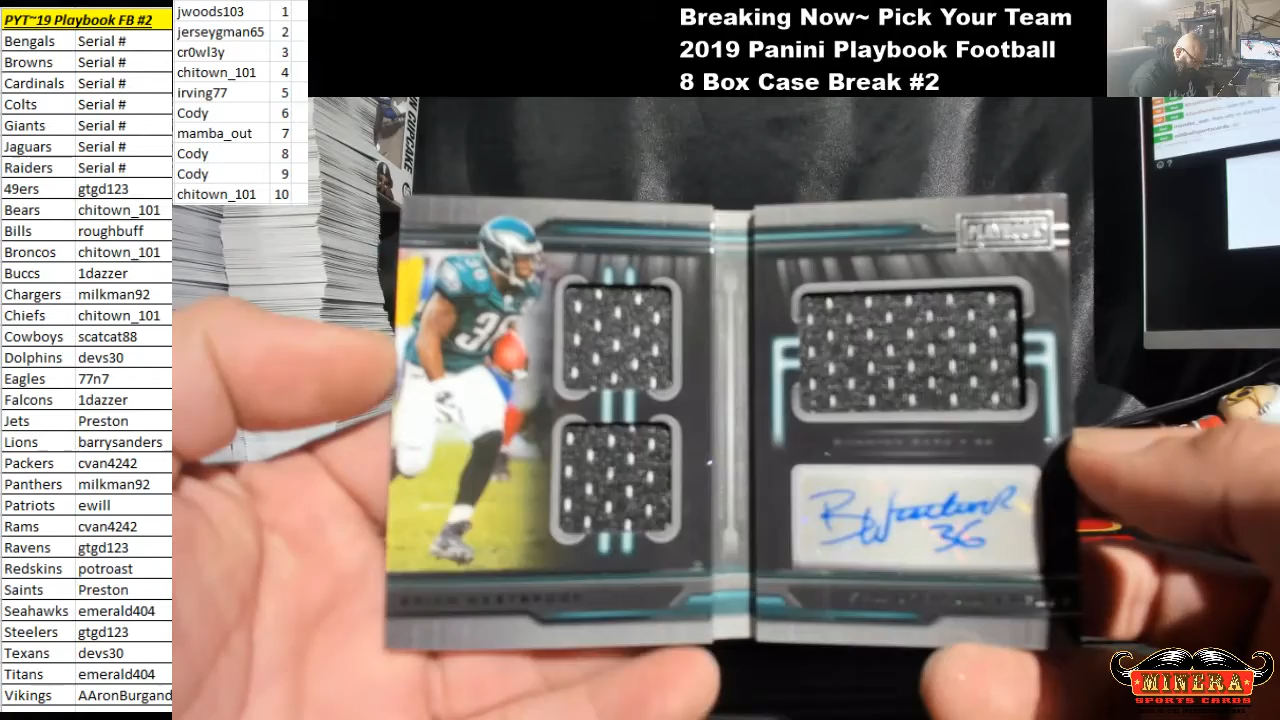 PYT~19 Playbook FB #2
Bengals Serial #
Browns Serial #
Cardinals Serial #
Colts Serial #
Giants Serial #
Jaguars Serial #
Raiders Serial #
49ers gtgd123
Bears chitown_101
Bills roughbuff
Broncos chitown_101
Buccs 1dazzer
Chargers milkman92
Chiefs chitown_101
Cowboys scatcat88
Dolphins devs30
Eagles 77n7
Falcons 1dazzer
Jets Preston
Lions barrysanders
Packers cvan4242
Panthers milkman92
Patriots ewill
Rams cvan4242
Ravens gtgd123
Redskins potroast
Saints Preston
Seahawks emerald404
Steelers gtgd123
Texans devs30
Titans emerald404
Vikings AAronBurgand
jwoods103 1
jerseygman65 2
cr0wl3y 3
chitown_101 4
irving77 5
Cody 6
mamba_out 7
Cody 8
Cody 9
chitown_101 10
Breaking Now~ Pick Your Team
2019 Panini Playbook Football
8 Box Case Break #2
PLAYBOOK
36
BRIAN WESTBROOK
36
MINERA
SPORTS CARDS